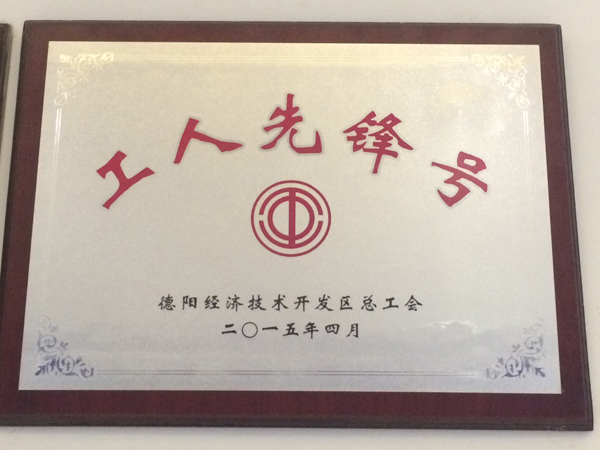 工人先锋号
德阳经济技术开发区总工会
二〇一五年四月